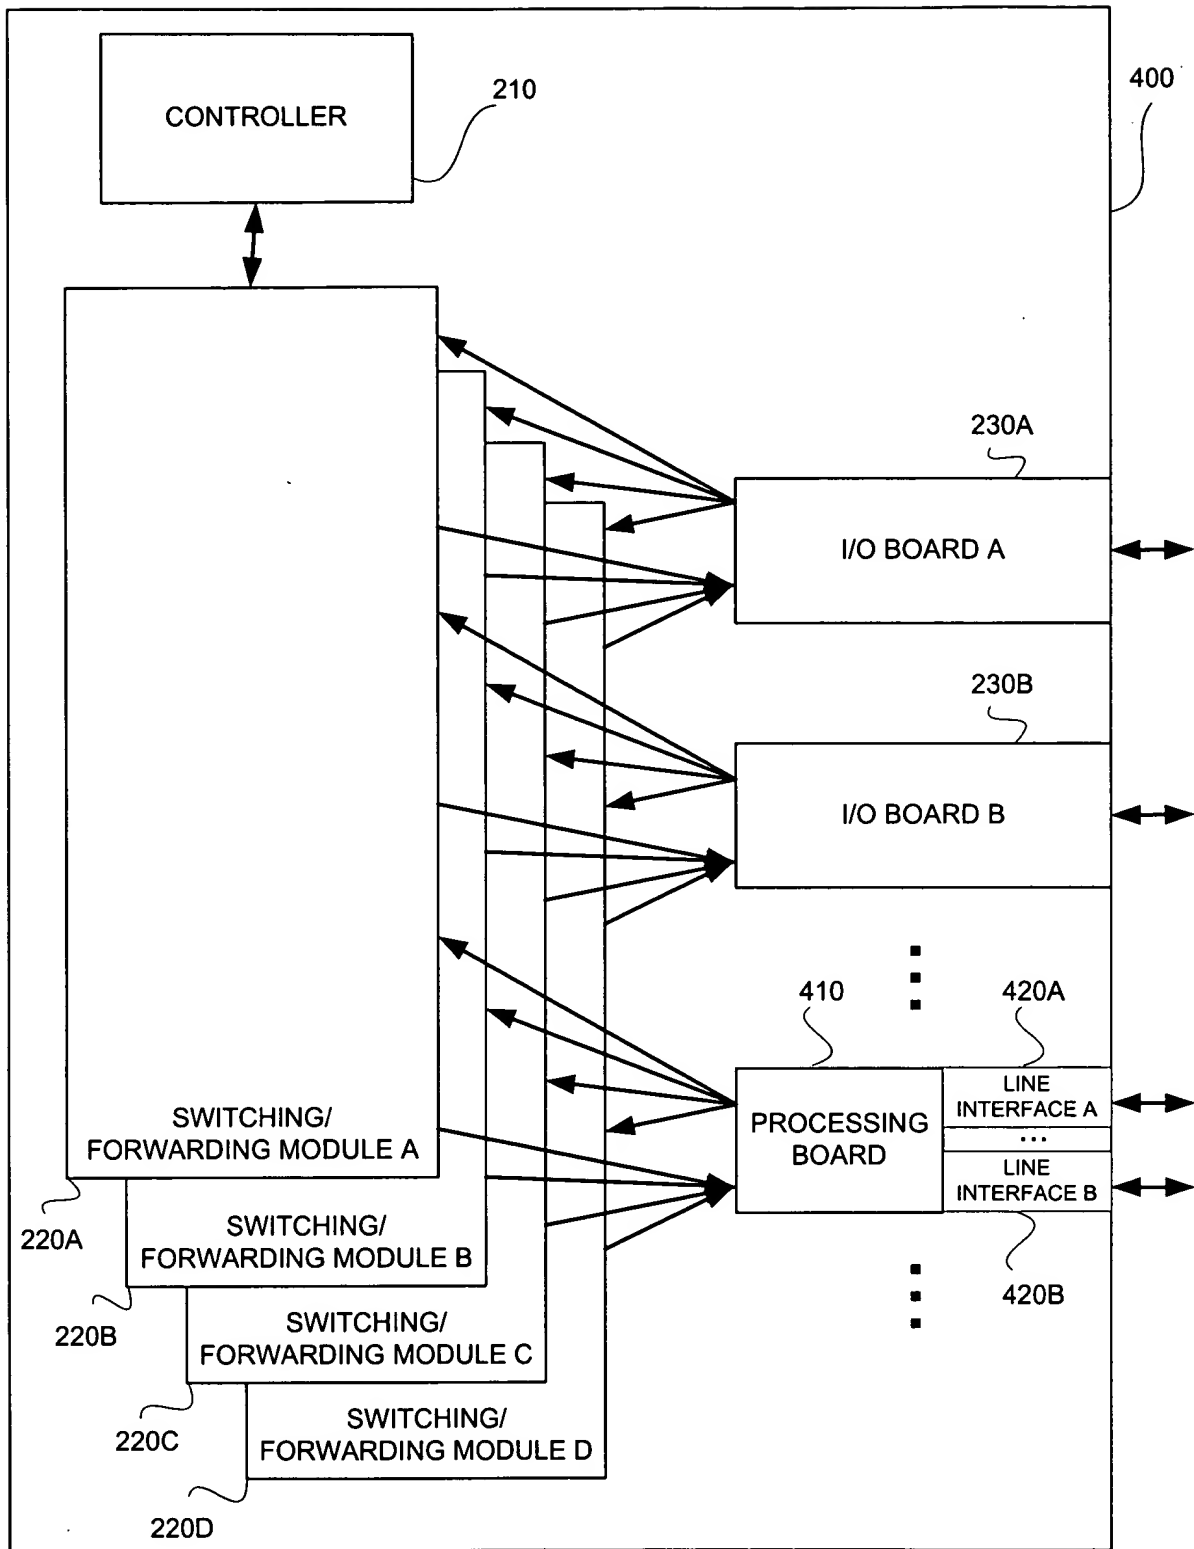 CONTROLLER
210
400
230A
I/O BOARD A
230B
I/O BOARD B
410
420A
PROCESSING
BOARD
LINE
INTERFACE A
...
LINE
INTERFACE B
420B
SWITCHING/
FORWARDING MODULE A
220A
SWITCHING/
FORWARDING MODULE B
220B
SWITCHING/
FORWARDING MODULE C
220C
SWITCHING/
FORWARDING MODULE D
220D